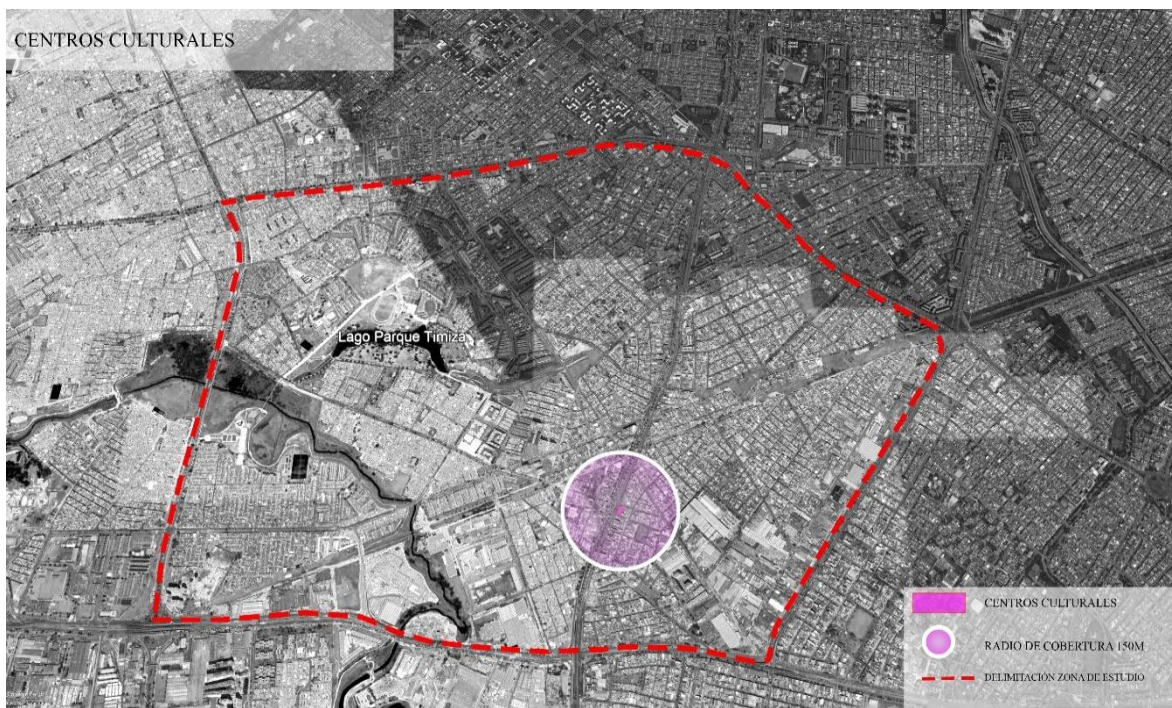 CENTROS CULTURALES
Lago Parque Timiza
CENTROS CULTURALES
RADIO DE COBERTURA 150M
DELIMITACIÓN ZONA DE ESTUDIO